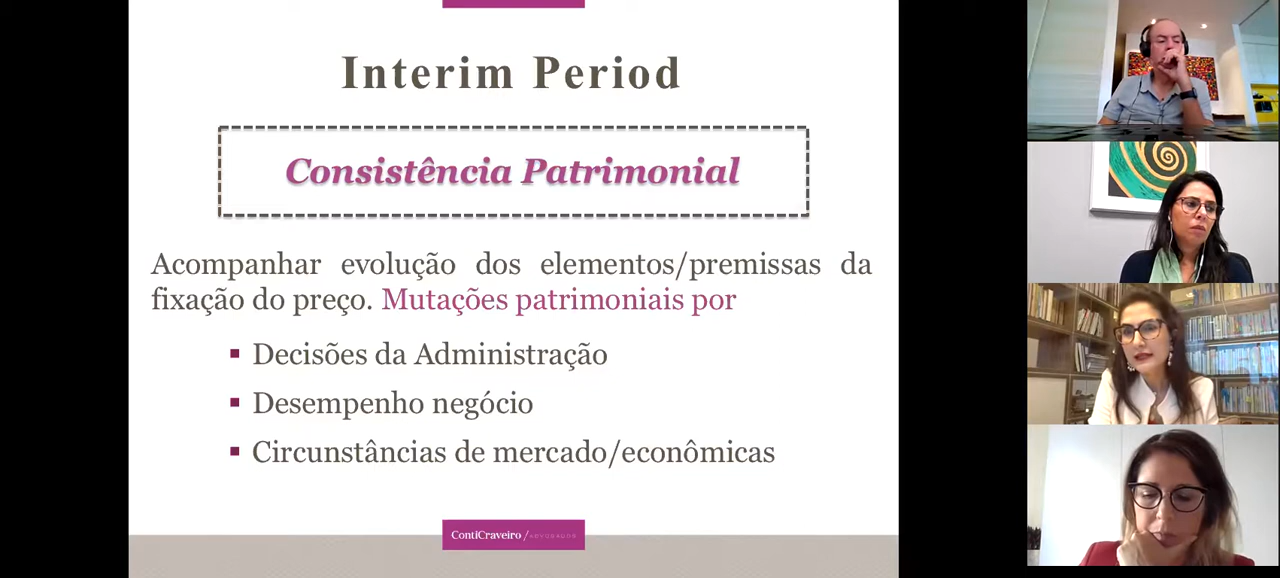 Interim Period
Consistência Patrimonial
Acompanhar evolução dos elementos/premissas da
fixação do preço. Mutações patrimoniais por
Decisões da Administração
Desempenho negócio
Circunstâncias de mercado/econômicas
ContiCraveiro / ADVOGADOS